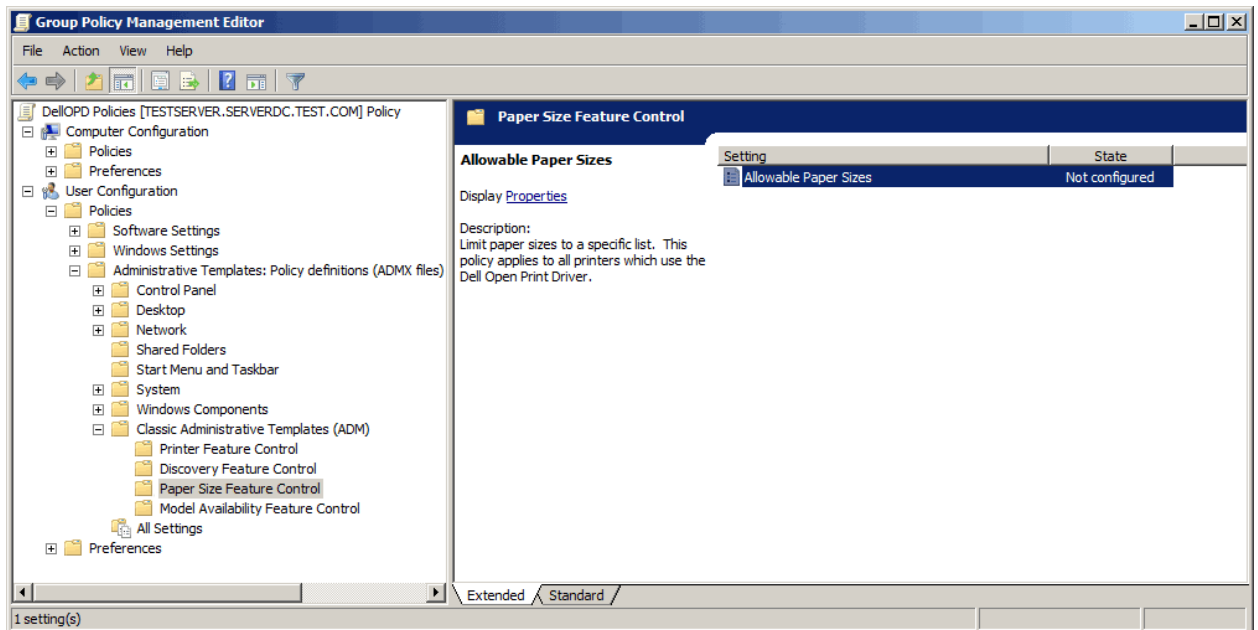 Group Policy Management Editor
File Action View Help
DellOPD Policies [TESTSERVER.SERVERDC.TEST.COM] Policy
Computer Configuration
Policies
Preferences
User Configuration
Policies
Software Settings
Windows Settings
Administrative Templates: Policy definitions (ADMX files)
Control Panel
Desktop
Network
Shared Folders
Start Menu and Taskbar
System
Windows Components
Classic Administrative Templates (ADM)
Printer Feature Control
Discovery Feature Control
Paper Size Feature Control
Model Availability Feature Control
All Settings
Preferences
Paper Size Feature Control
Allowable Paper Sizes
Display Properties
Description:
Limit paper sizes to a specific list. This
policy applies to all printers which use the
Dell Open Print Driver.
Setting State
Allowable Paper Sizes Not configured
Extended Standard
1 setting(s)